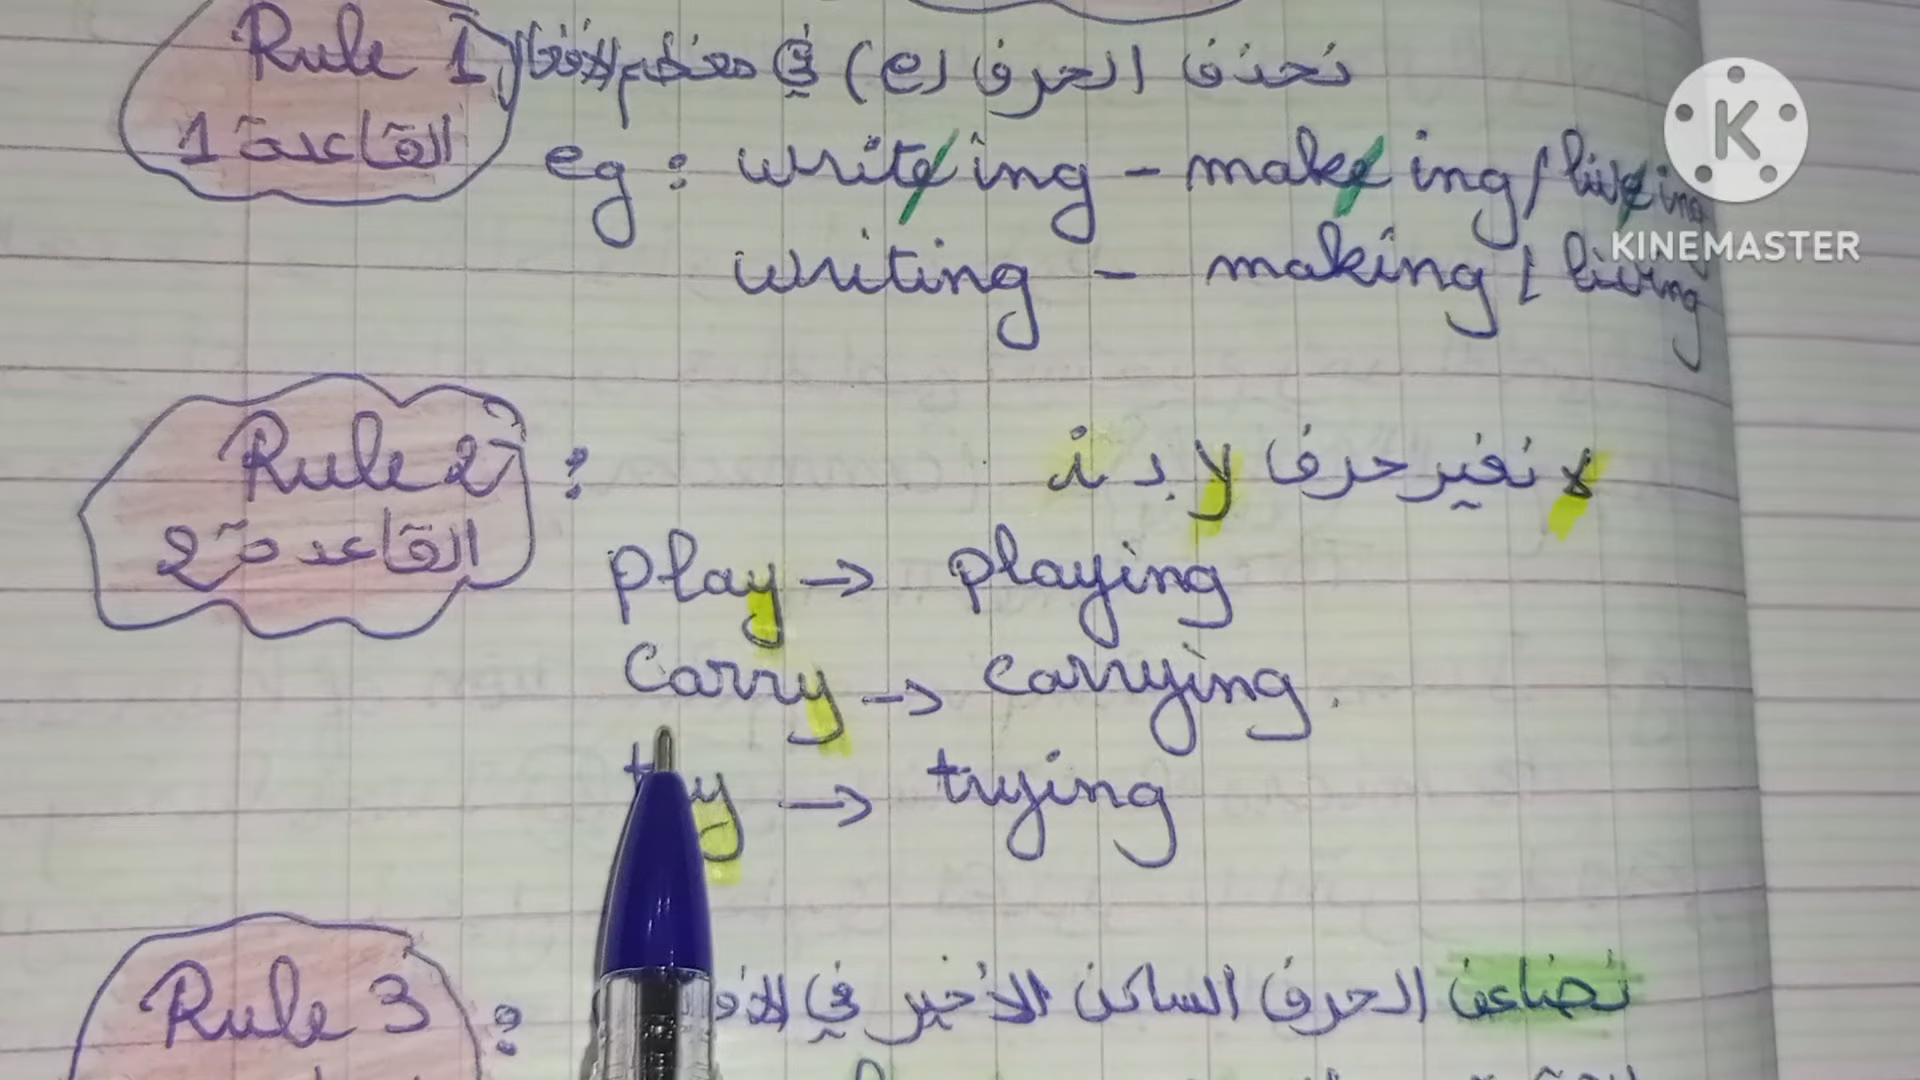 Rule 1
القاعدة 1
نحذف الحرف (e) في معظم الأفعال
eg : write ing - make ing / live ing
writing - making / living
KINEMASTER
Rule 2 :
القاعدة 2
لا نغير حرف y بـ i
play → playing
carry → carrying.
→ trying
Rule 3 :
نضاعف الحرف الساكن الأخير في